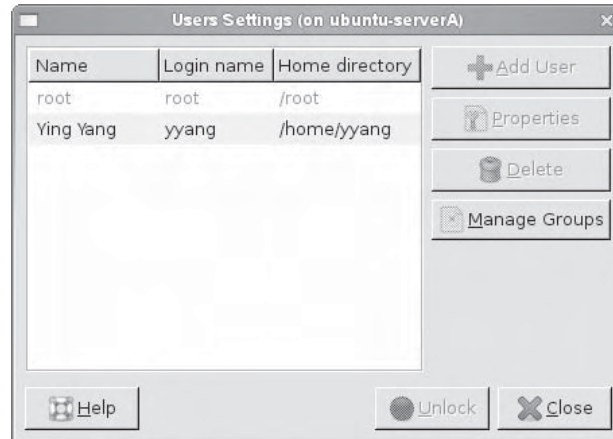 Users Settings (on ubuntu-serverA)
Name Login name Home directory
root root /root
Ying Yang yyang /home/yyang
Add User
Properties
Delete
Manage Groups
Help Unlock Close